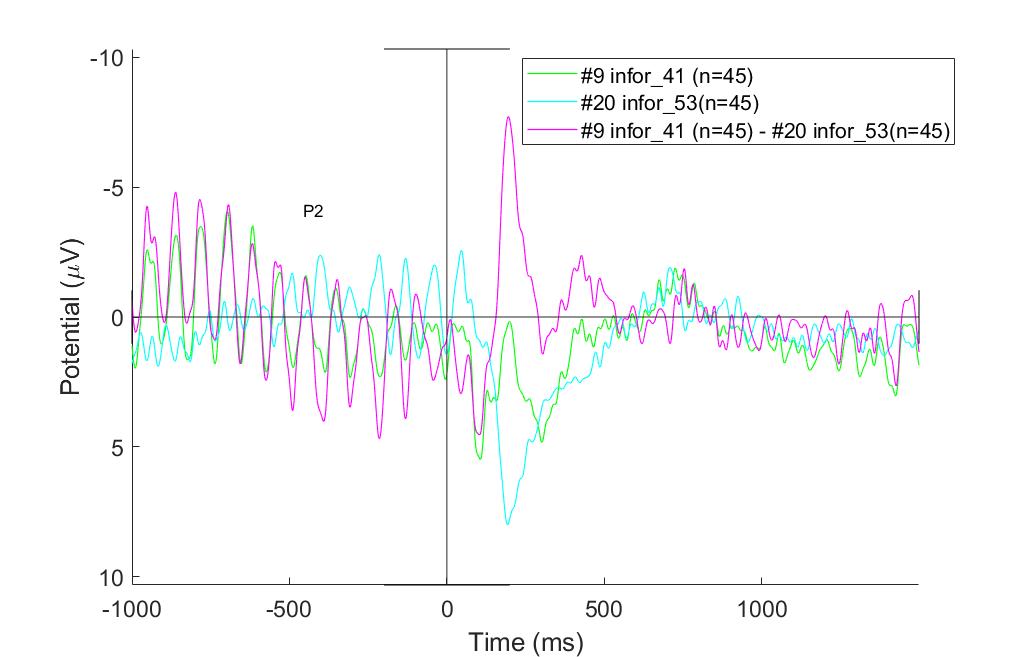 -10
#9 infor_41 (n=45)
#20 infor_53(n=45)
#9 infor_41 (n=45) - #20 infor_53(n=45)
-5
P2
0
Potential (μV)
5
10
-1000
-500
0
500
1000
Time (ms)